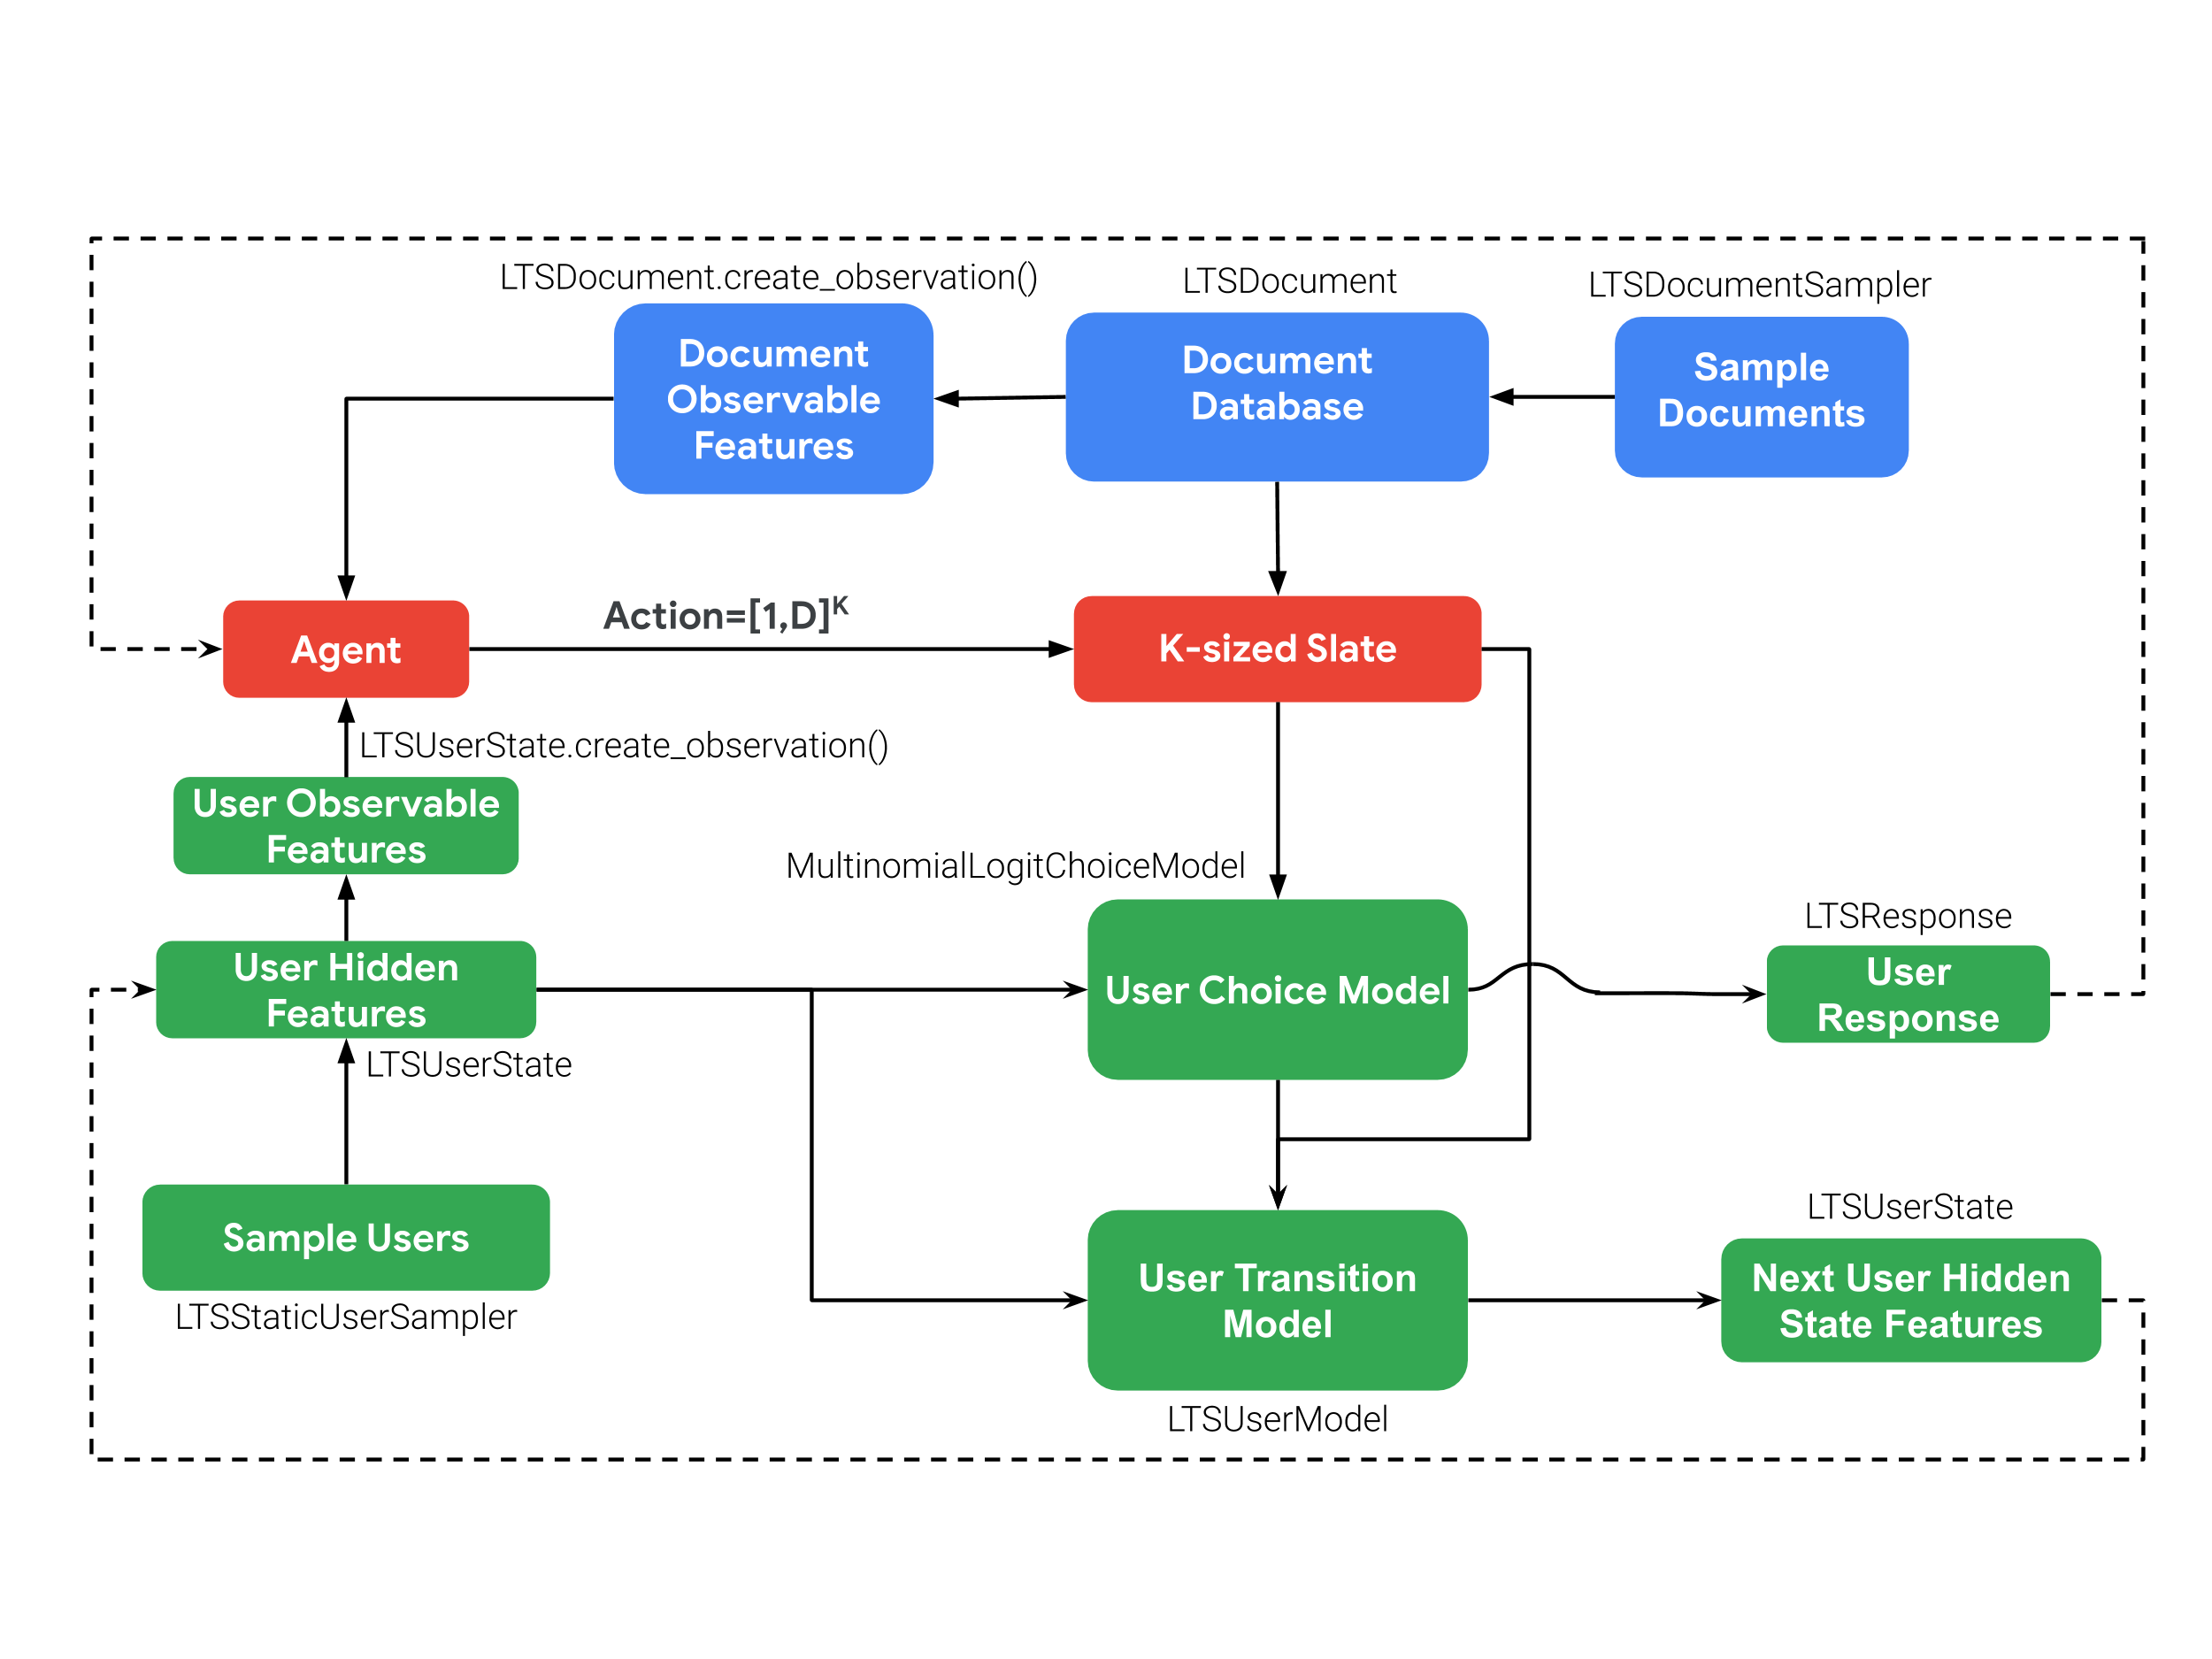 LTSDocument.create_observation()
LTSDocument
LTSDocumentSampler
Document
Observable
Features
Document
Database
Sample
Documents
Action=[1,D]ᴷ
Agent
K-sized Slate
LTSUserState.create_observation()
User Observable
Features
MultinomialLogitChoiceModel
LTSResponse
User Hidden
Features
User Choice Model
User
Response
LTSUserState
LTSUserState
Sample Users
User Transition
Model
Next User Hidden
State Features
LTSStaticUserSampler
LTSUserModel